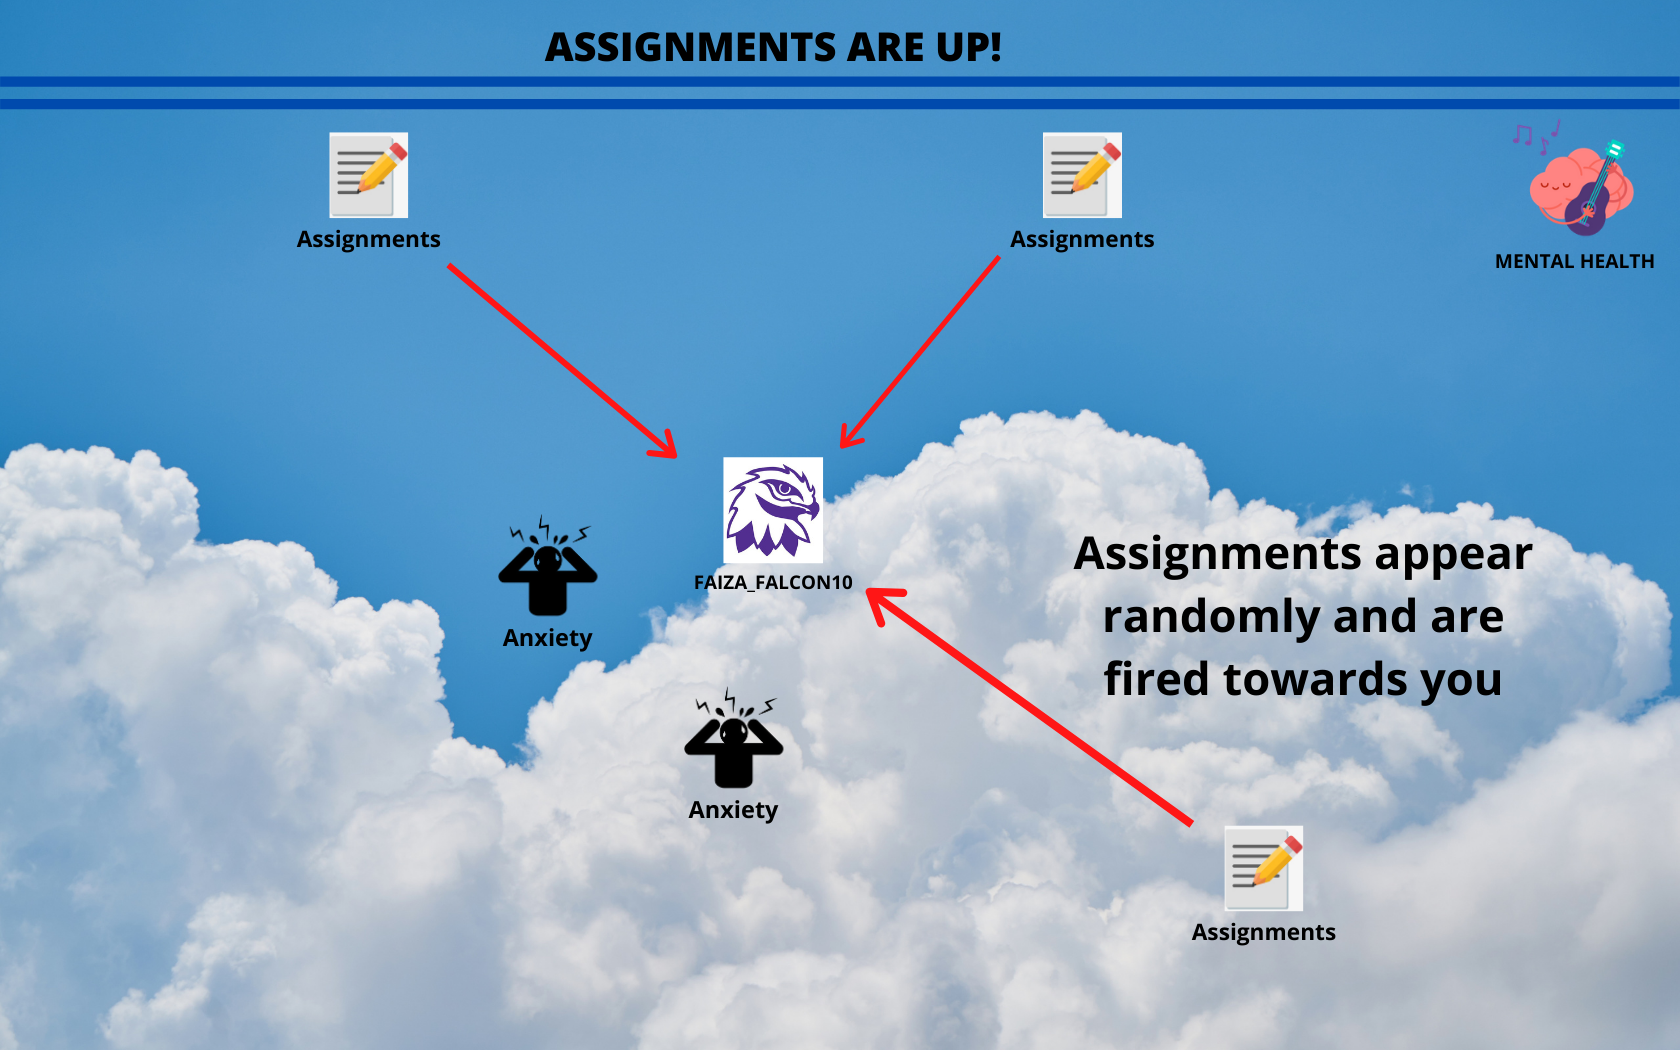 ASSIGNMENTS ARE UP!
Assignments
Assignments
MENTAL HEALTH
FAIZA_FALCON10
Assignments appear
randomly and are
fired towards you
Anxiety
Anxiety
Assignments